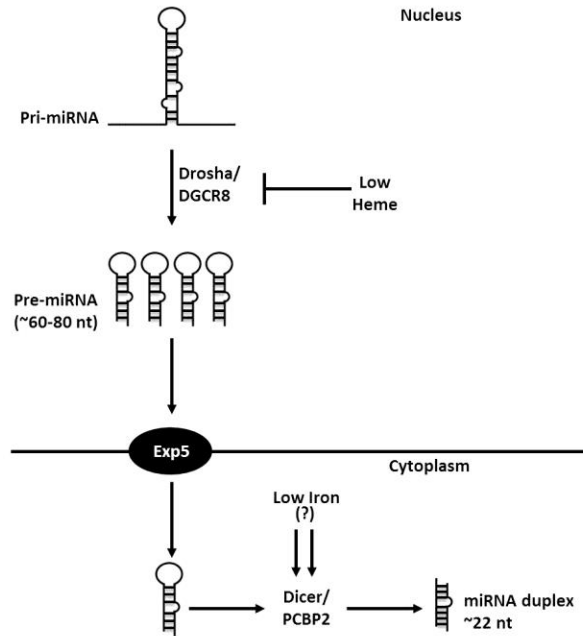 Nucleus
Pri-miRNA
Drosha/
DGCR8
Low
Heme
Pre-miRNA
(~60-80 nt)
Exp5
Cytoplasm
Low Iron
(?)
Dicer/
PCBP2
miRNA duplex
~22 nt